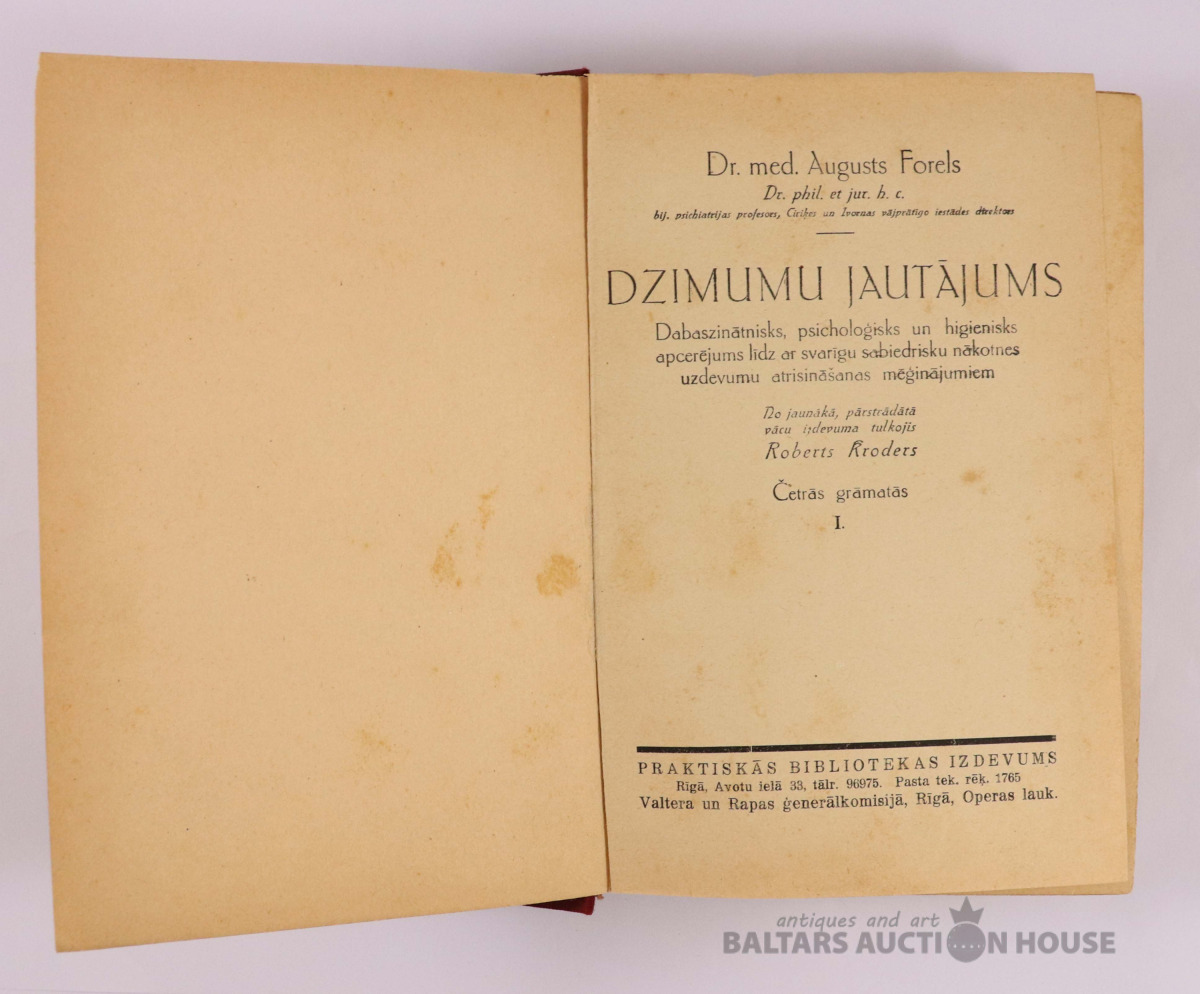 Dr. med. Augusts Forels
Dr. phil. et jur. h. c.
bij. psichiatrijas profesors, Cīriķes un Ivornas vājprātīgo iestādes direktors
DZIMUMU JAUTĀJUMS
Dabaszinātnisks, psicholoģisks un higienisks
apcerējums līdz ar svarīgu sabiedrisku nākotnes
uzdevumu atrisināšanas mēģinājumiem
No jaunākā, pārstrādātā
vācu izdevuma tulkojis
Roberts Kroders
Četrās grāmatās
I.
PRAKTISKĀS BIBLIOTEKAS IZDEVUMS
Rīgā, Avotu ielā 33, tālr. 96975. Pasta tek. rēķ. 1765
Valtera un Rapas ģenerālkomisijā, Rīgā, Operas lauk.
antiques and art
BALTARS AUCTION HOUSE